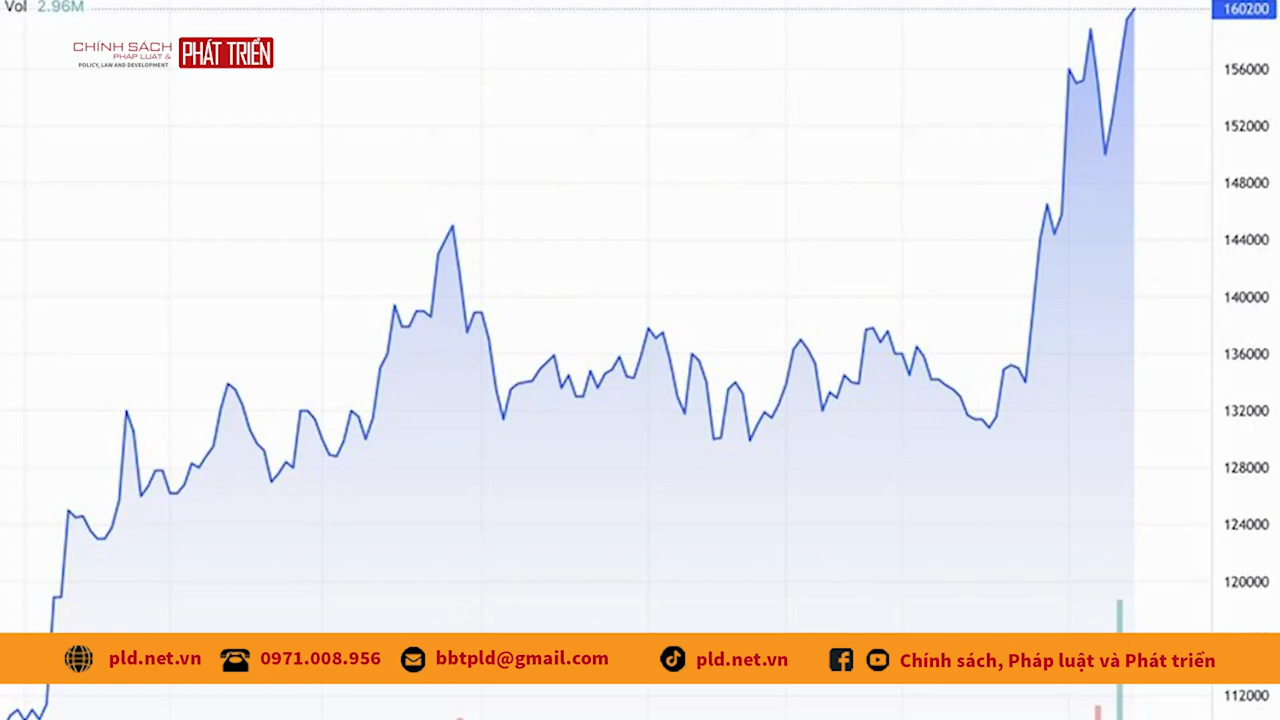 Vol 2.96M
160200
CHÍNH SÁCH
PHÁP LUẬT &
POLICY, LAW AND DEVELOPMENT
PHÁT TRIỂN
156000
152000
148000
144000
140000
136000
132000
128000
124000
120000
pld.net.vn
0971.008.956
bbtpld@gmail.com
pld.net.vn
Chính sách, Pháp luật và Phát triển
112000